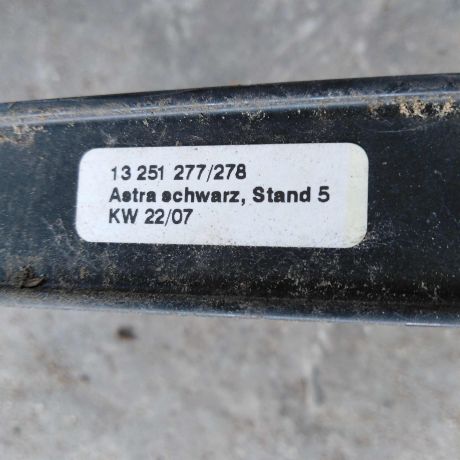 13 251 277/278
Astra schwarz, Stand 5
KW 22/07